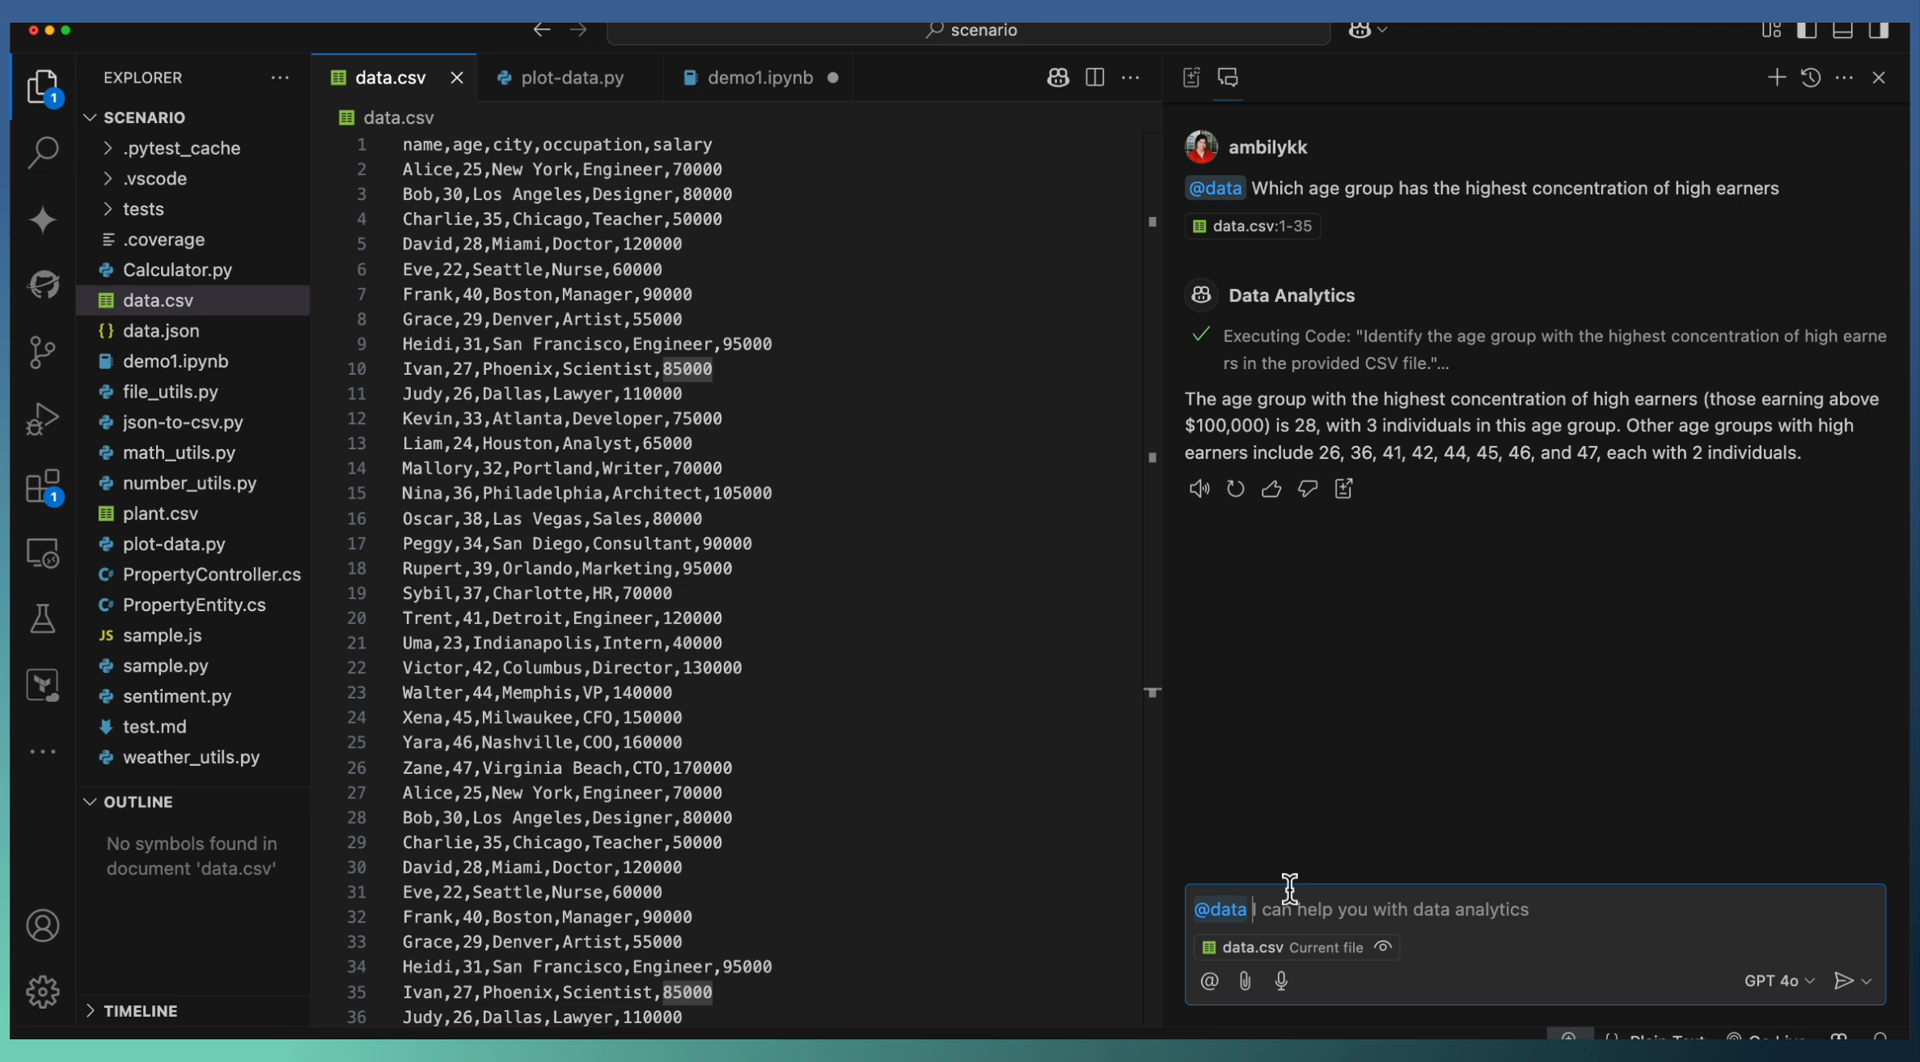 scenario
EXPLORER
SCENARIO
.pytest_cache
.vscode
tests
.coverage
Calculator.py
data.csv
data.json
demo1.ipynb
file_utils.py
json-to-csv.py
math_utils.py
number_utils.py
plant.csv
plot-data.py
PropertyController.cs
PropertyEntity.cs
JS sample.js
sample.py
sentiment.py
test.md
weather_utils.py
OUTLINE
No symbols found in
document 'data.csv'
TIMELINE
1
1
data.csv
plot-data.py
demo1.ipynb
data.csv
1 name,age,city,occupation,salary
2 Alice,25,New York,Engineer,70000
3 Bob,30,Los Angeles,Designer,80000
4 Charlie,35,Chicago,Teacher,50000
5 David,28,Miami,Doctor,120000
6 Eve,22,Seattle,Nurse,60000
7 Frank,40,Boston,Manager,90000
8 Grace,29,Denver,Artist,55000
9 Heidi,31,San Francisco,Engineer,95000
10 Ivan,27,Phoenix,Scientist,85000
11 Judy,26,Dallas,Lawyer,110000
12 Kevin,33,Atlanta,Developer,75000
13 Liam,24,Houston,Analyst,65000
14 Mallory,32,Portland,Writer,70000
15 Nina,36,Philadelphia,Architect,105000
16 Oscar,38,Las Vegas,Sales,80000
17 Peggy,34,San Diego,Consultant,90000
18 Rupert,39,Orlando,Marketing,95000
19 Sybil,37,Charlotte,HR,70000
20 Trent,41,Detroit,Engineer,120000
21 Uma,23,Indianapolis,Intern,40000
22 Victor,42,Columbus,Director,130000
23 Walter,44,Memphis,VP,140000
24 Xena,45,Milwaukee,CFO,150000
25 Yara,46,Nashville,COO,160000
26 Zane,47,Virginia Beach,CTO,170000
27 Alice,25,New York,Engineer,70000
28 Bob,30,Los Angeles,Designer,80000
29 Charlie,35,Chicago,Teacher,50000
30 David,28,Miami,Doctor,120000
31 Eve,22,Seattle,Nurse,60000
32 Frank,40,Boston,Manager,90000
33 Grace,29,Denver,Artist,55000
34 Heidi,31,San Francisco,Engineer,95000
35 Ivan,27,Phoenix,Scientist,85000
36 Judy,26,Dallas,Lawyer,110000
ambilykk
@data Which age group has the highest concentration of high earners
data.csv:1-35
Data Analytics
Executing Code: "Identify the age group with the highest concentration of high earne
rs in the provided CSV file."...
The age group with the highest concentration of high earners (those earning above
$100,000) is 28, with 3 individuals in this age group. Other age groups with high
earners include 26, 36, 41, 42, 44, 45, 46, and 47, each with 2 individuals.
@data I can help you with data analytics
data.csv Current file
GPT 4o